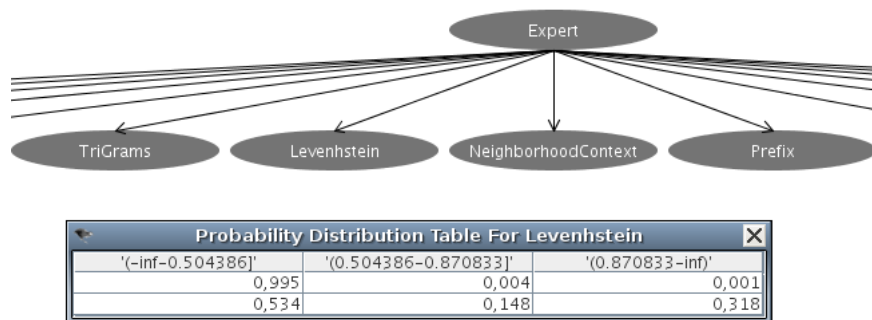 Expert
TriGrams Levenhstein NeighborhoodContext Prefix
Probability Distribution Table For Levenhstein
'(-inf-0.504386]' '(0.504386-0.870833]' '(0.870833-inf)'
0,995 0,004 0,001
0,534 0,148 0,318